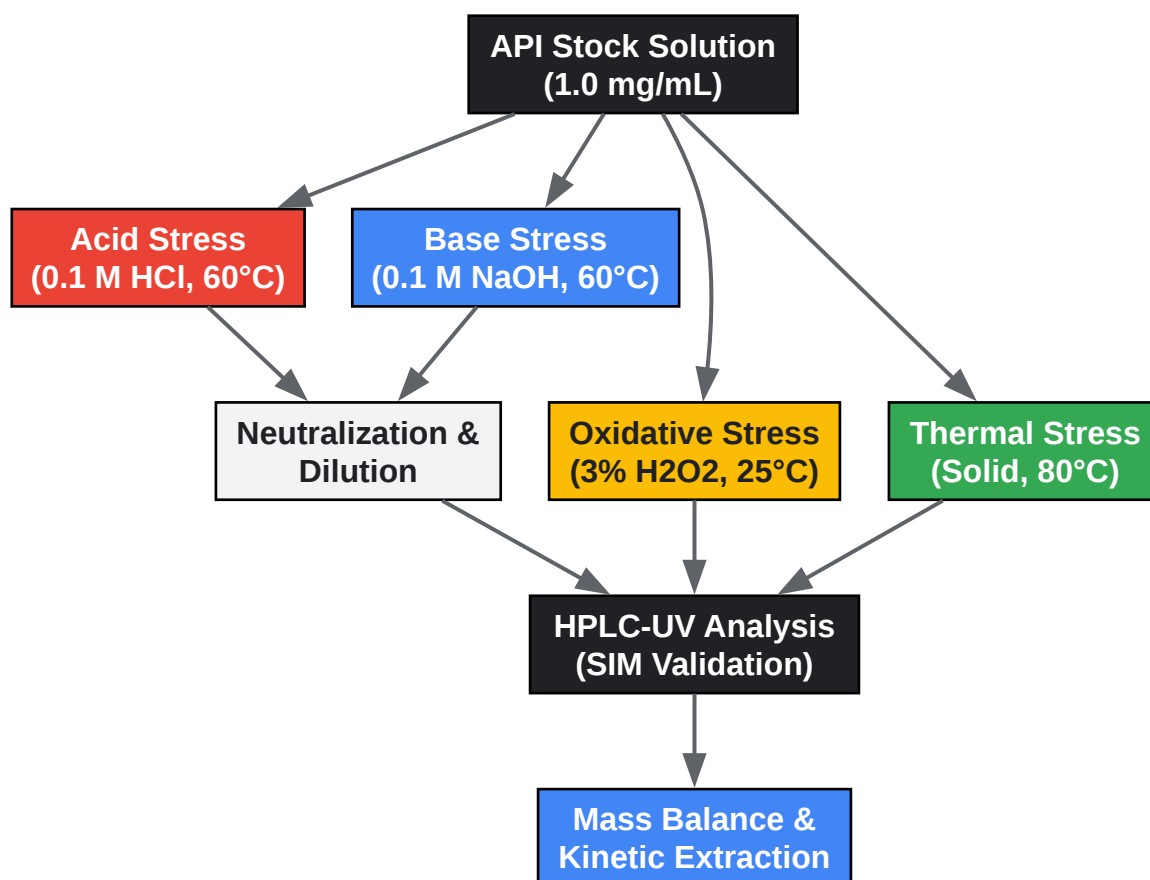 API Stock Solution
(1.0 mg/mL)
Acid Stress
(0.1 M HCl, 60°C)
Base Stress
(0.1 M NaOH, 60°C)
Neutralization &
Dilution
Oxidative Stress
(3% H2O2, 25°C)
Thermal Stress
(Solid, 80°C)
HPLC-UV Analysis
(SIM Validation)
Mass Balance &
Kinetic Extraction